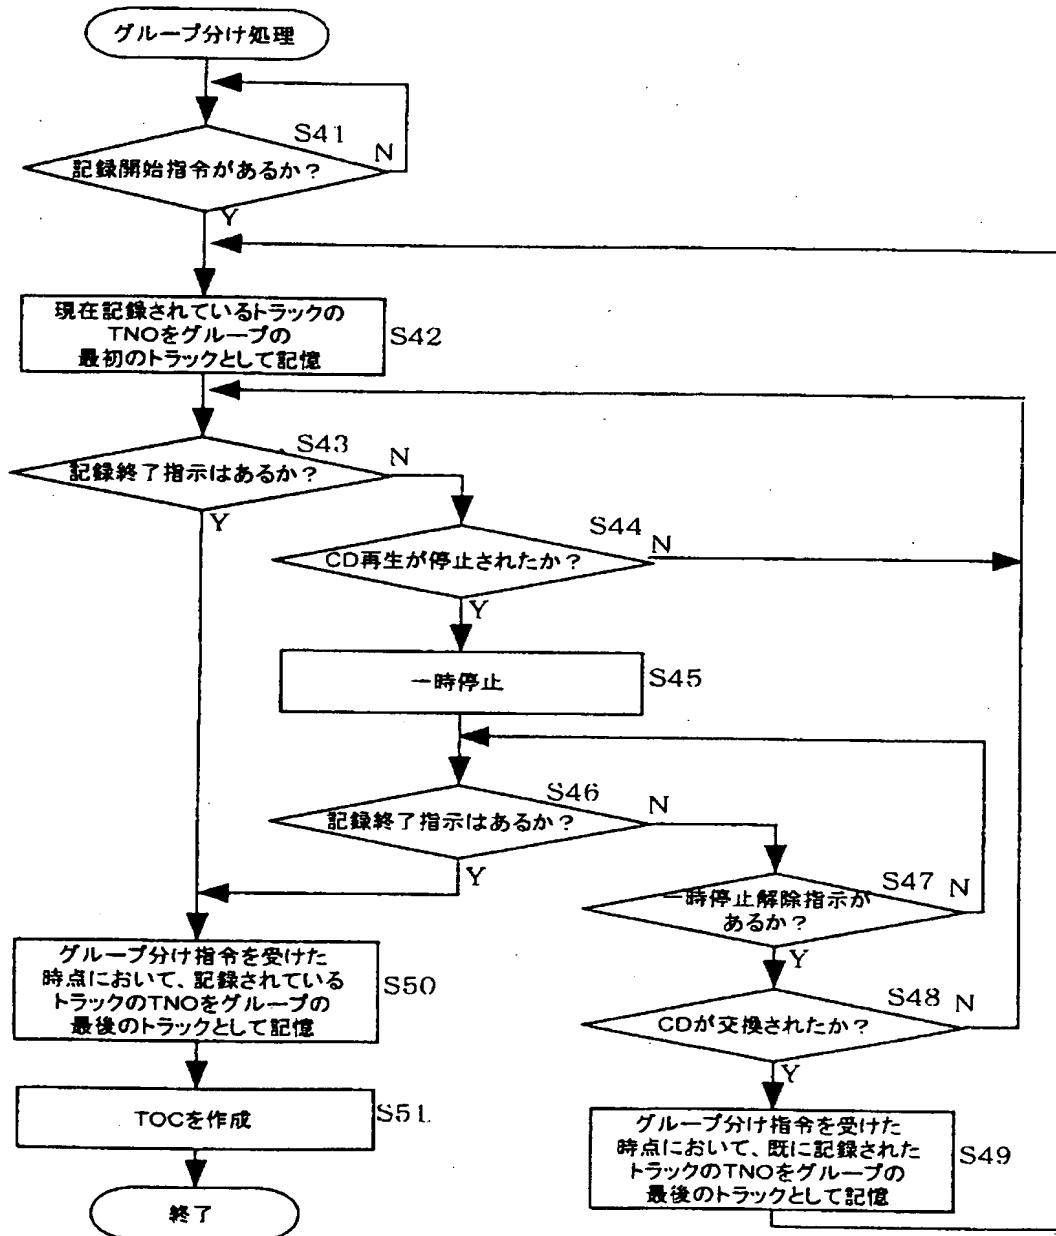 グループ分け処理
S41
記録開始指令があるか？
N
Y
現在記録されているトラックの
TNOをグループの
最初のトラックとして記憶
S42
S43
記録終了指示はあるか？
N
Y
S44
CD再生が停止されたか？
N
Y
一時停止
S45
S46
記録終了指示はあるか？
N
Y
S47
一時停止解除指示が
あるか？
N
Y
S48
CDが交換されたか？
N
Y
グループ分け指令を受けた
時点において、記録されている
トラックのTNOをグループの
最後のトラックとして記憶
S50
TOCを作成
S51
グループ分け指令を受けた
時点において、既に記録された
トラックのTNOをグループの
最後のトラックとして記憶
S49
終了